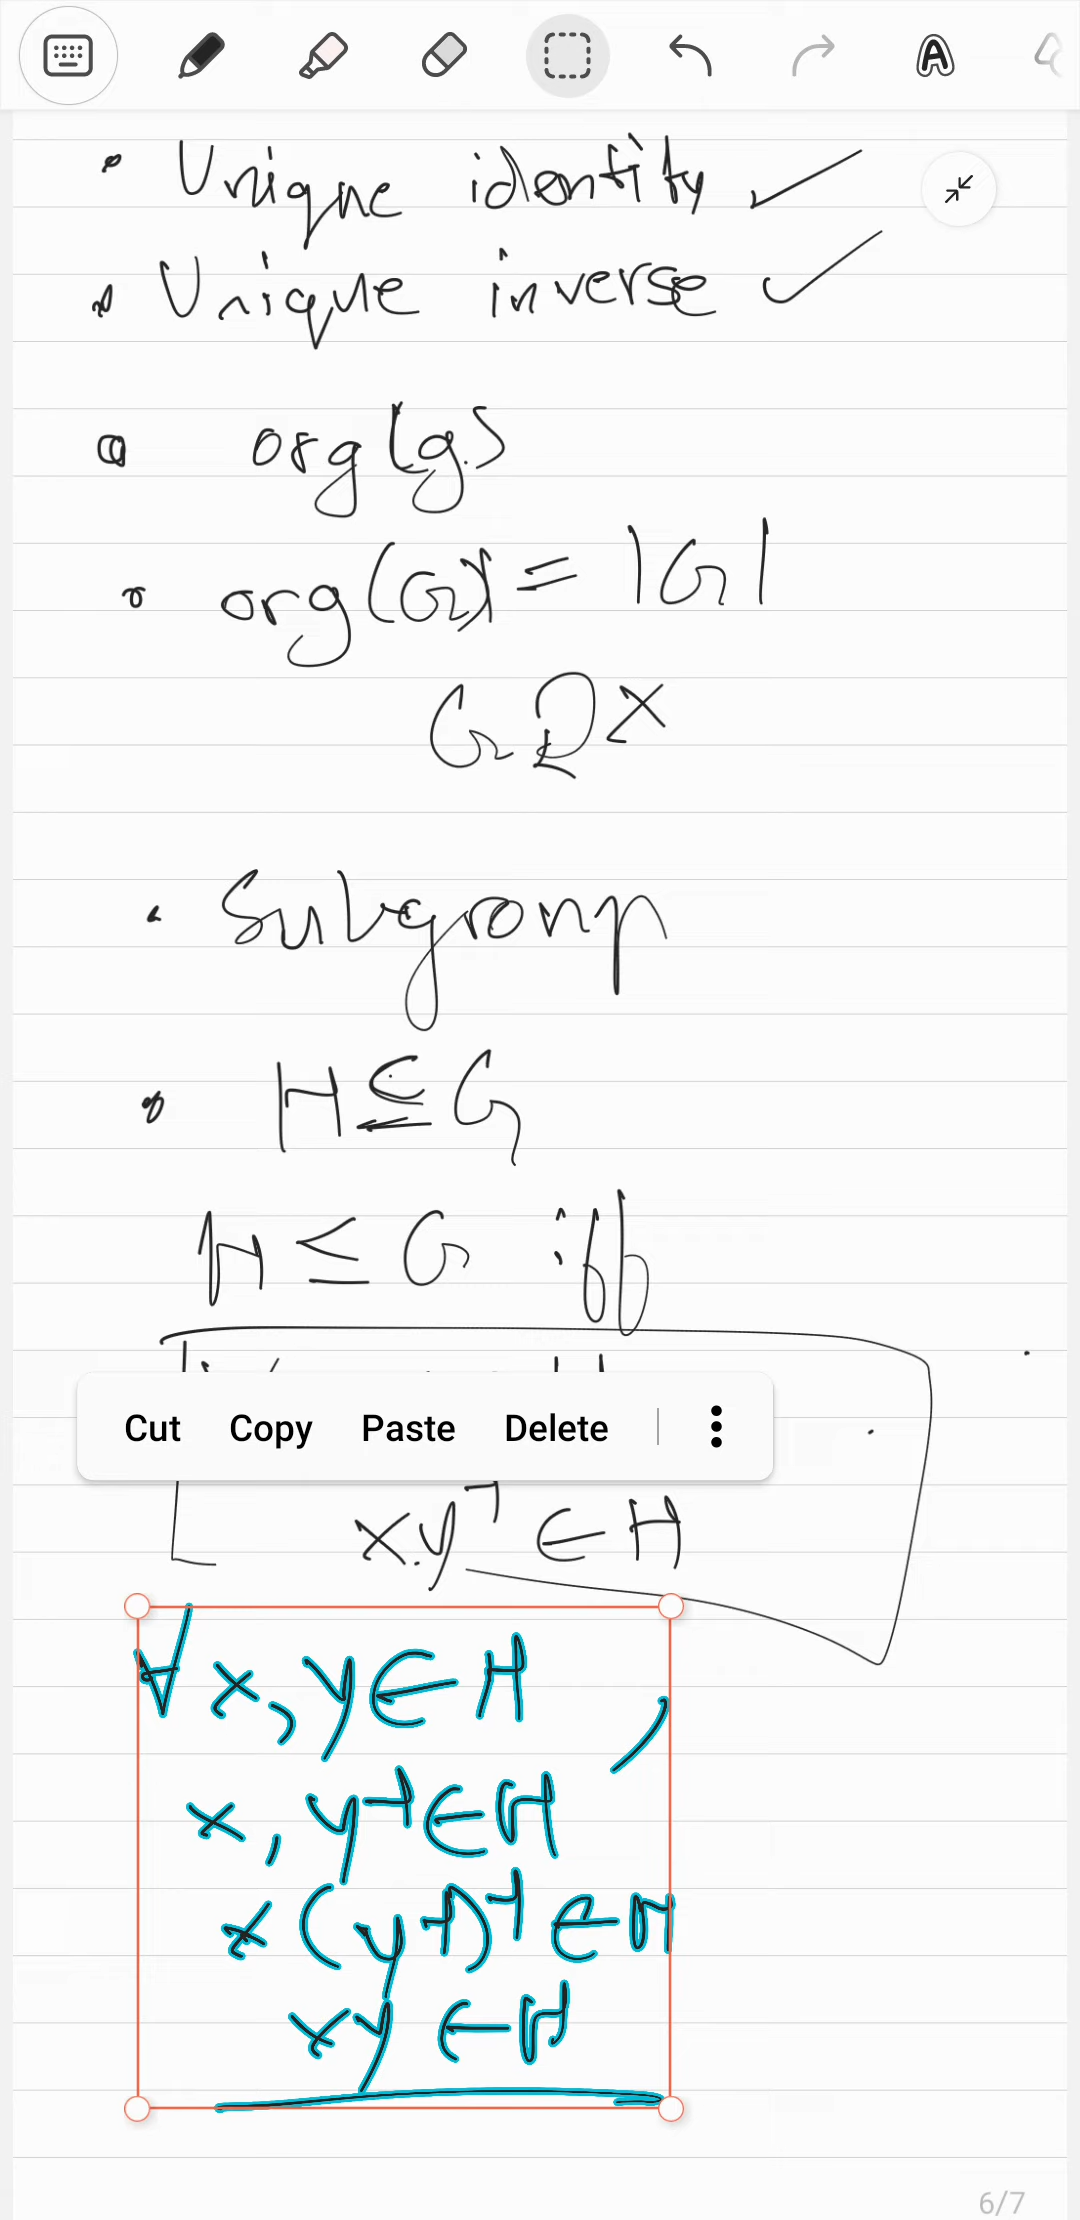 • Unique identity ✓
• Unique inverse ✓
org(g)
• org(G) = |G|
• Subgroup
• H ⊆ G
H ≤ G iff
Cut Copy Paste Delete
x.y⁻¹ ∈ H
∀ x, y ∈ H ,
x, y⁻¹ ∈ H
x (y⁻¹)⁻¹ ∈ H
xy ∈ H
6/7